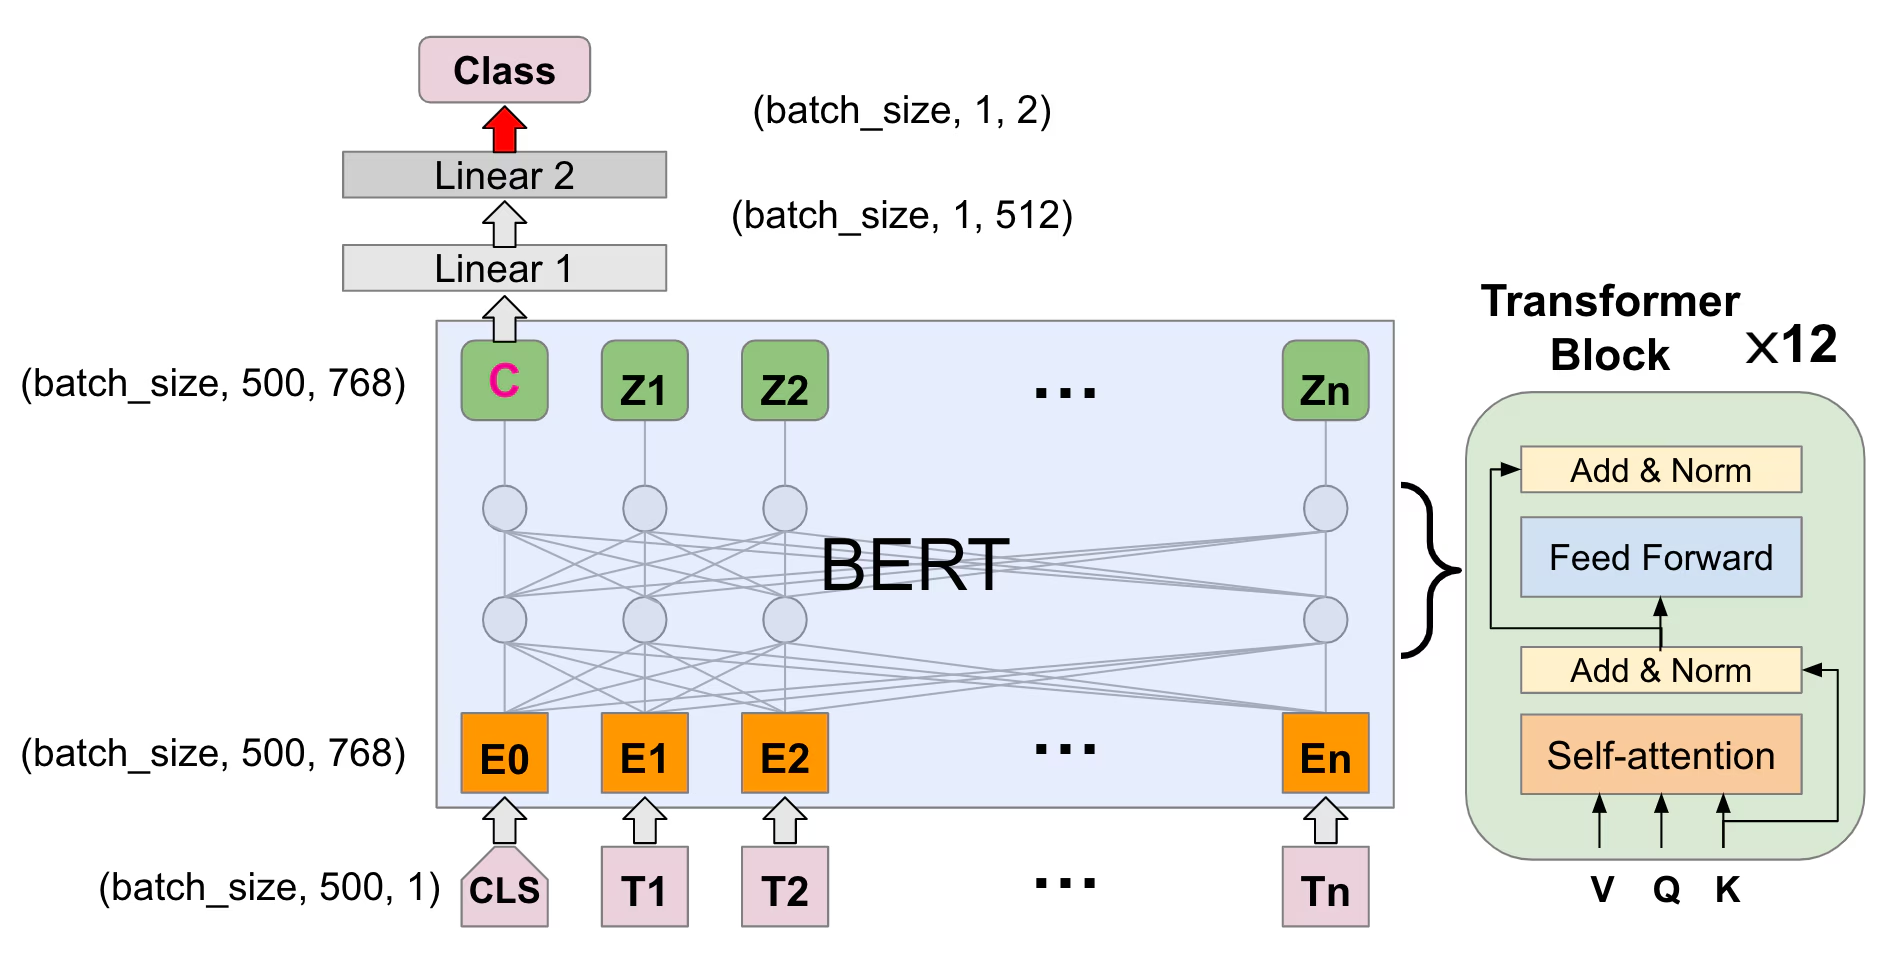 Class
(batch_size, 1, 2)
Linear 2
(batch_size, 1, 512)
Linear 1
(batch_size, 500, 768)
C
Z1
Z2
...
Zn
BERT
(batch_size, 500, 768)
E0
E1
E2
...
En
(batch_size, 500, 1)
CLS
T1
T2
...
Tn
Transformer
Block
x12
Add & Norm
Feed Forward
Add & Norm
Self-attention
V
Q
K